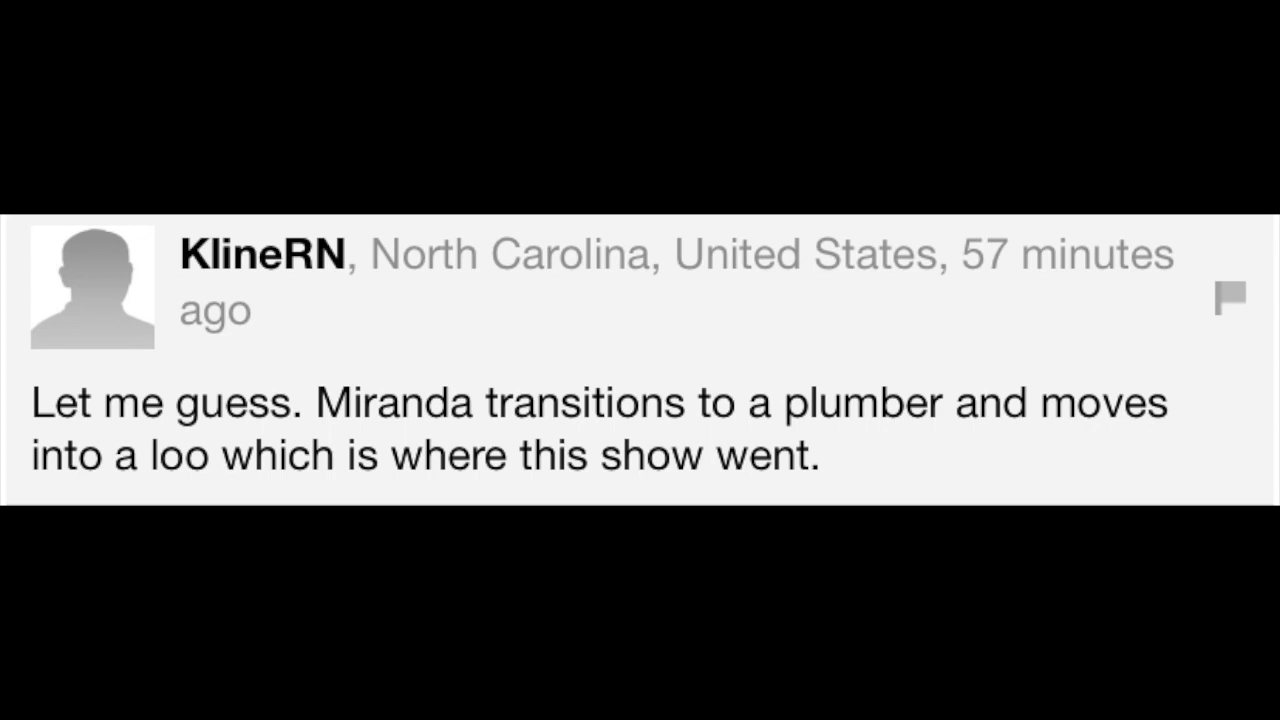 KlineRN, North Carolina, United States, 57 minutes
ago
Let me guess. Miranda transitions to a plumber and moves
into a loo which is where this show went.